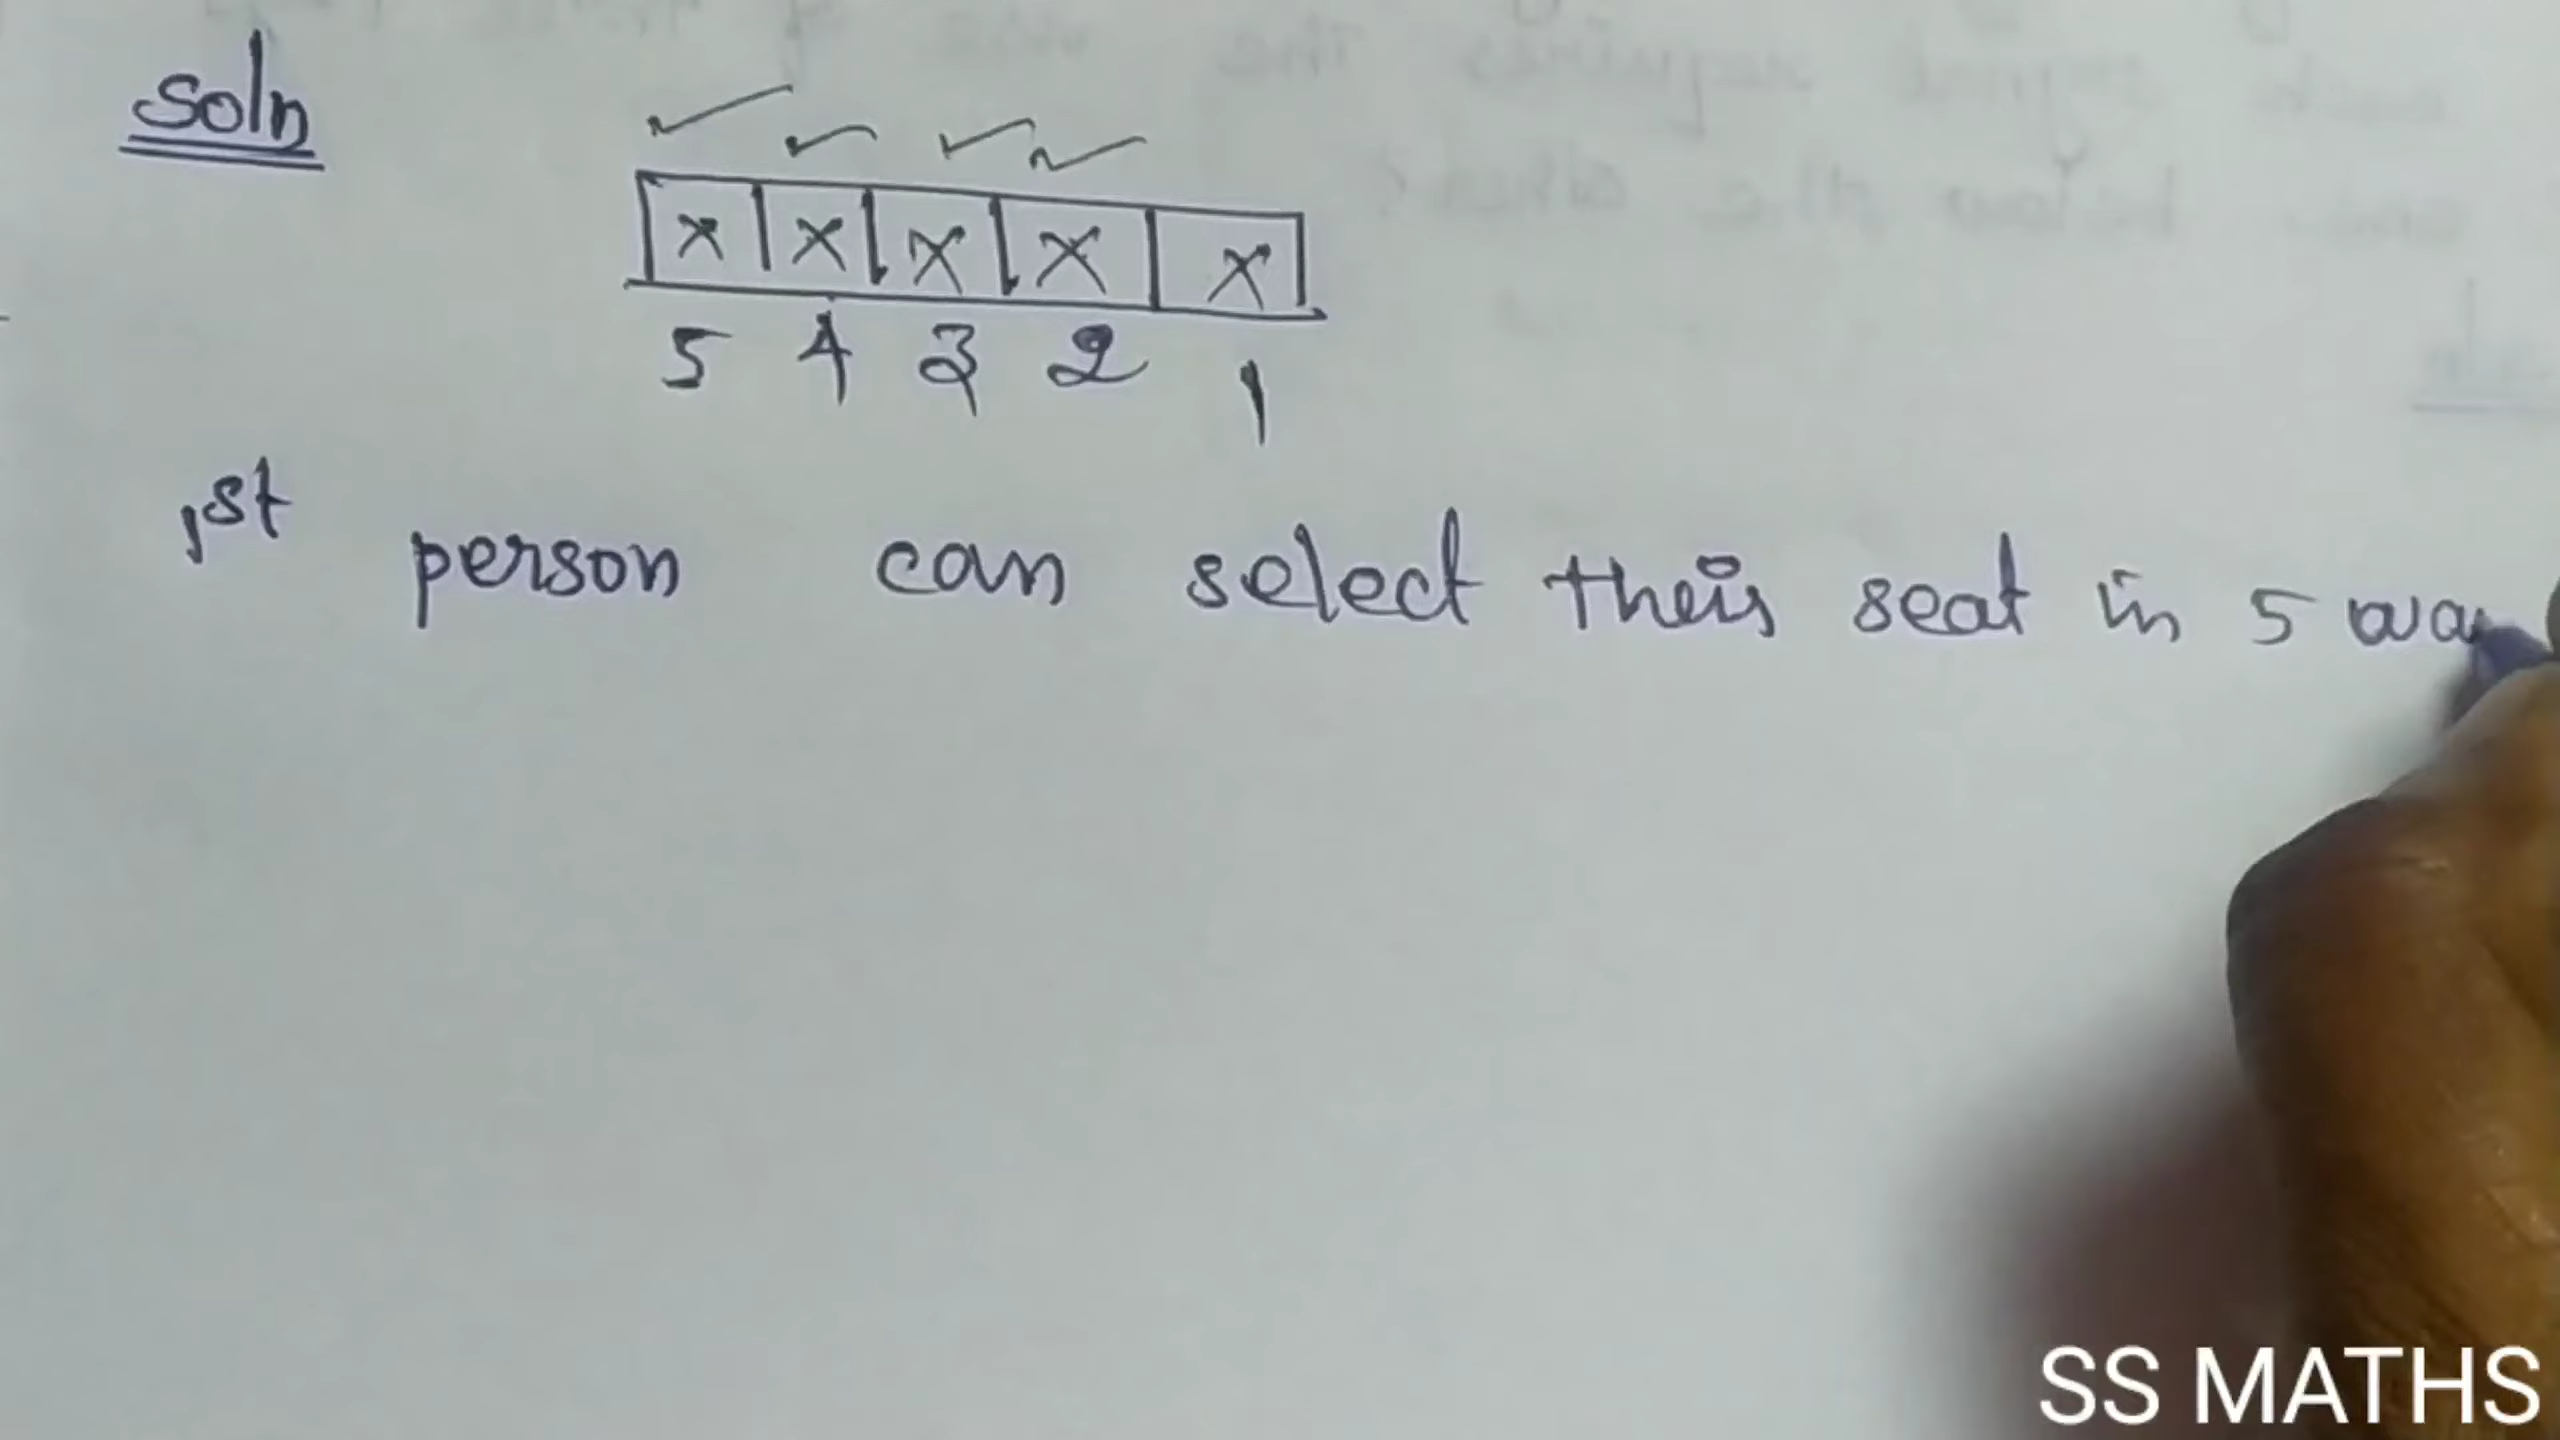 Soln
x x x x x
5 4 3 2 1
1st person can select their seat in 5 wa
SS MATHS